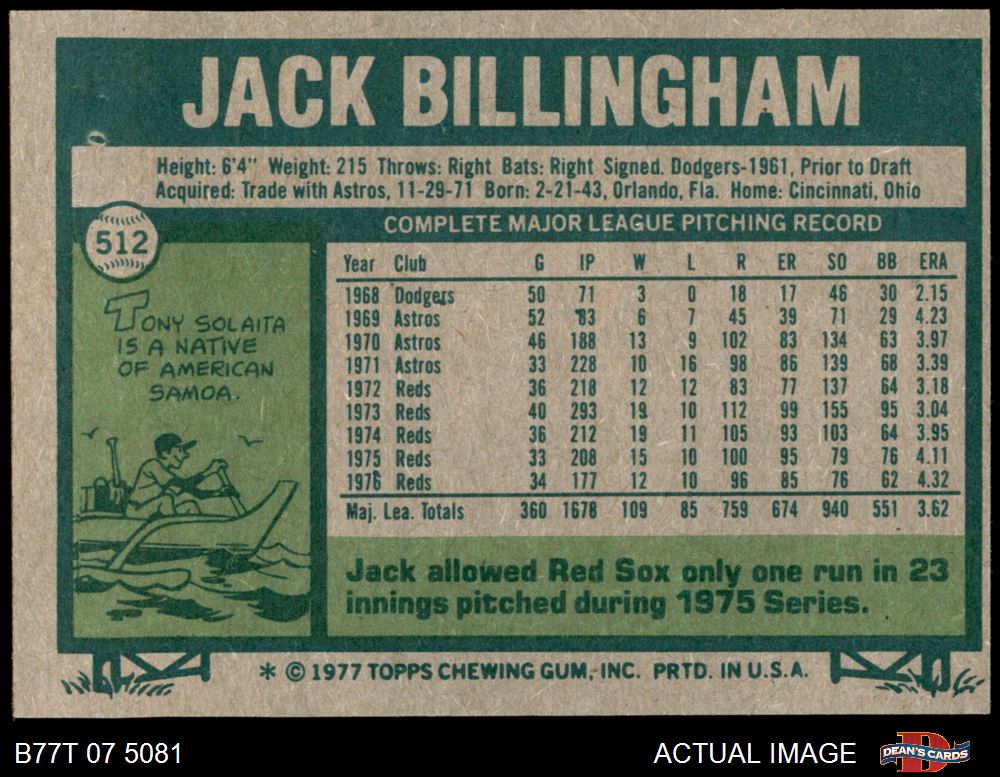 JACK BILLINGHAM
Height: 6'4" Weight: 215 Throws: Right Bats: Right Signed. Dodgers-1961, Prior to Draft
Acquired: Trade with Astros, 11-29-71 Born: 2-21-43, Orlando, Fla. Home: Cincinnati, Ohio
512
COMPLETE MAJOR LEAGUE PITCHING RECORD
Year Club G IP W L R ER SO BB ERA
1968 Dodgers 50 71 3 0 18 17 46 30 2.15
1969 Astros 52 83 6 7 45 39 71 29 4.23
1970 Astros 46 188 13 9 102 83 134 63 3.97
1971 Astros 33 228 10 16 98 86 139 68 3.39
1972 Reds 36 218 12 12 83 77 137 64 3.18
1973 Reds 40 293 19 10 112 99 155 95 3.04
1974 Reds 36 212 19 11 105 93 103 64 3.95
1975 Reds 33 208 15 10 100 95 79 76 4.11
1976 Reds 34 177 12 10 96 85 76 62 4.32
Maj. Lea. Totals 360 1678 109 85 759 674 940 551 3.62
TONY SOLAITA
IS A NATIVE
OF AMERICAN
SAMOA.
Jack allowed Red Sox only one run in 23
innings pitched during 1975 Series.
* © 1977 TOPPS CHEWING GUM, INC. PRTD. IN U.S.A.
B77T 07 5081
ACTUAL IMAGE
DEAN'S CARDS